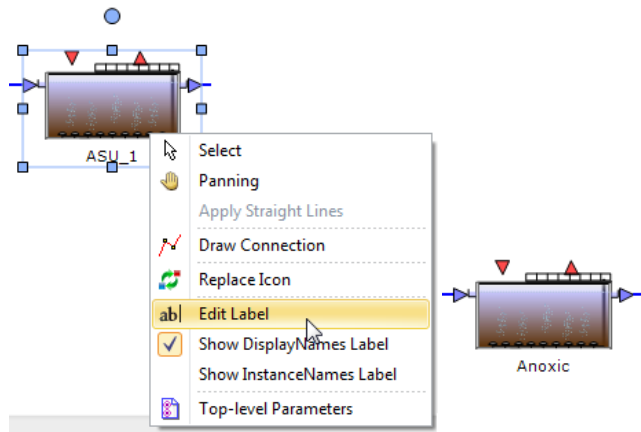 ASU_1
Select
Panning
Apply Straight Lines
Draw Connection
Replace Icon
ab Edit Label
Show DisplayNames Label
Show InstanceNames Label
Top-level Parameters
Anoxic